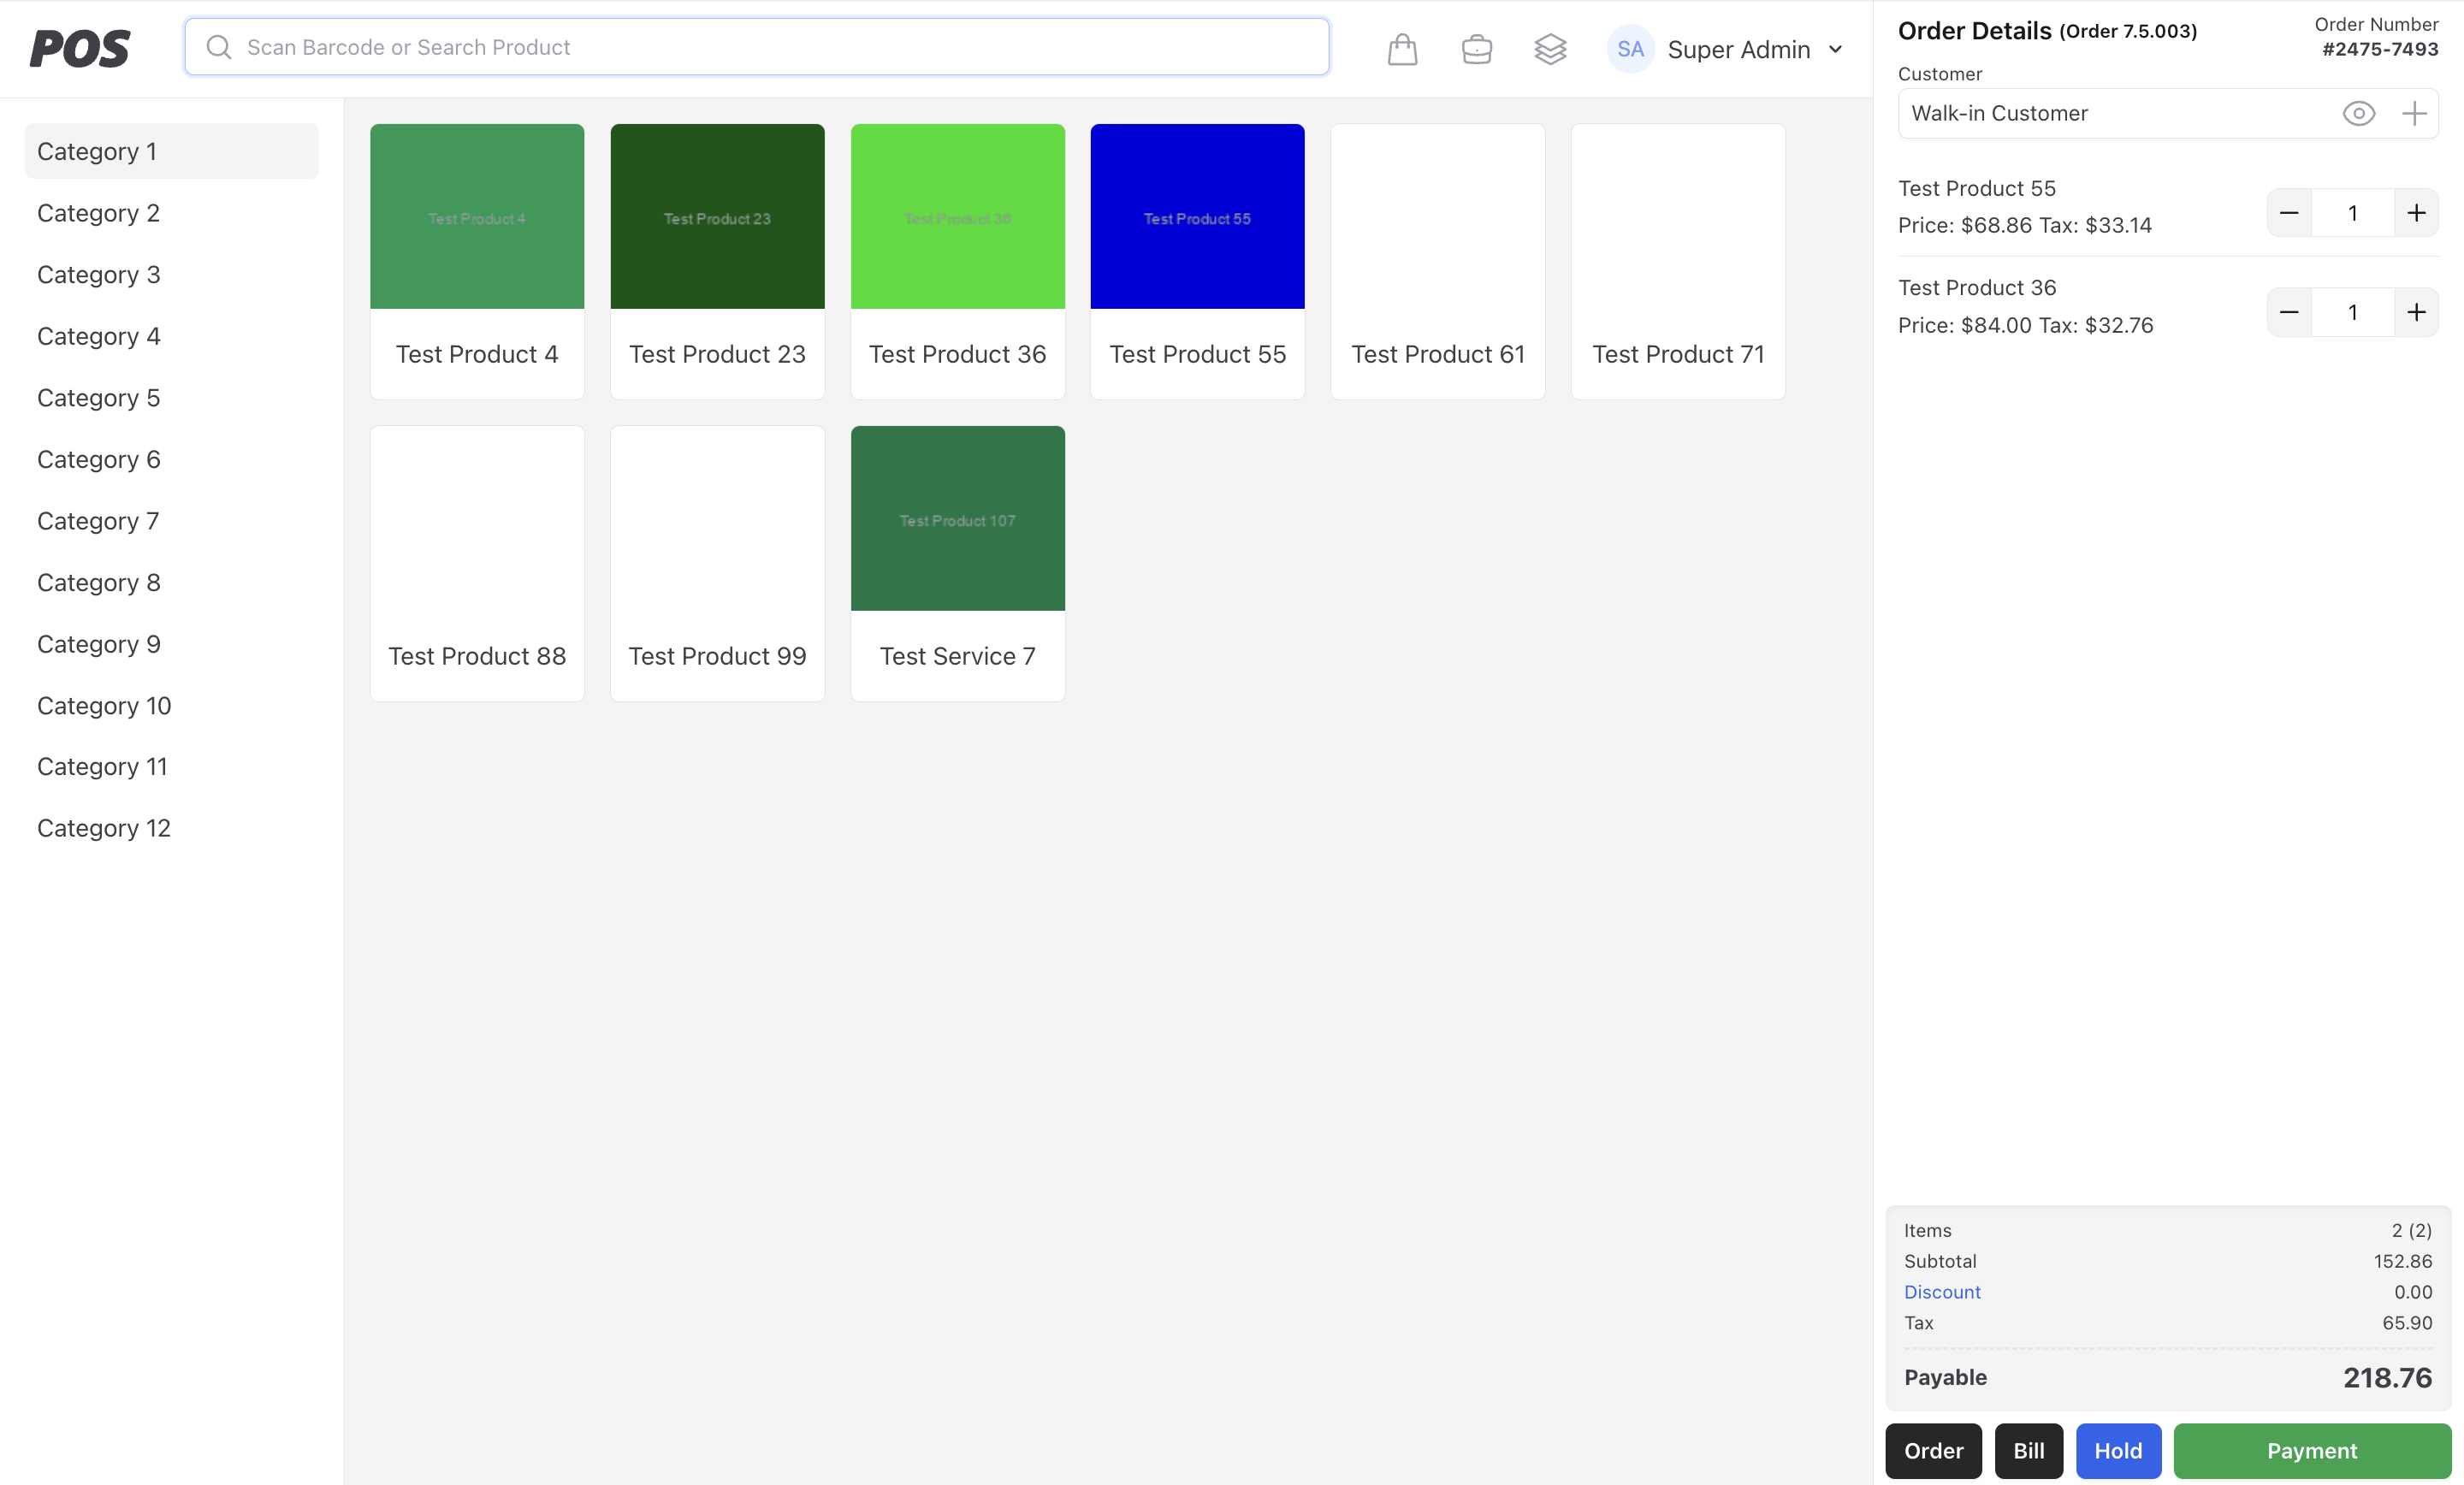 POS
Scan Barcode or Search Product
SA Super Admin
Category 1
Category 2
Category 3
Category 4
Category 5
Category 6
Category 7
Category 8
Category 9
Category 10
Category 11
Category 12
Test Product 4
Test Product 23
Test Product 36
Test Product 55
Test Product 4
Test Product 23
Test Product 36
Test Product 55
Test Product 61
Test Product 71
Test Product 107
Test Product 88
Test Product 99
Test Service 7
Order Details (Order 7.5.003)
Order Number
#2475-7493
Customer
Walk-in Customer
Test Product 55
Price: $68.86 Tax: $33.14
1
Test Product 36
Price: $84.00 Tax: $32.76
1
Items 2 (2)
Subtotal 152.86
Discount 0.00
Tax 65.90
Payable 218.76
Order Bill Hold Payment